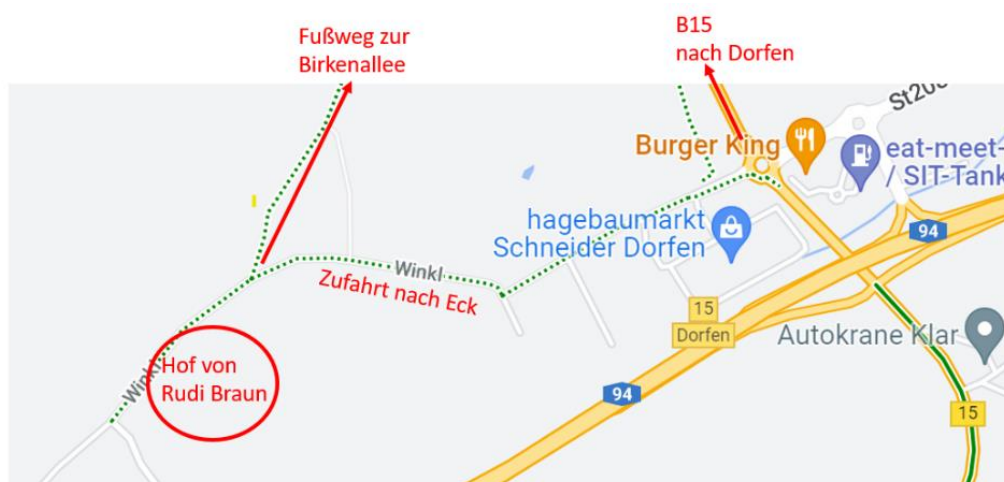 Fußweg zur
Birkenallee
B15
nach Dorfen
Burger King
eat-meet-
/ SIT-Tank
hagebaumarkt
Schneider Dorfen
94
Winkl
Zufahrt nach Eck
15
Dorfen
Autokrane Klar
Hof von
Rudi Braun
Winkl
94
15